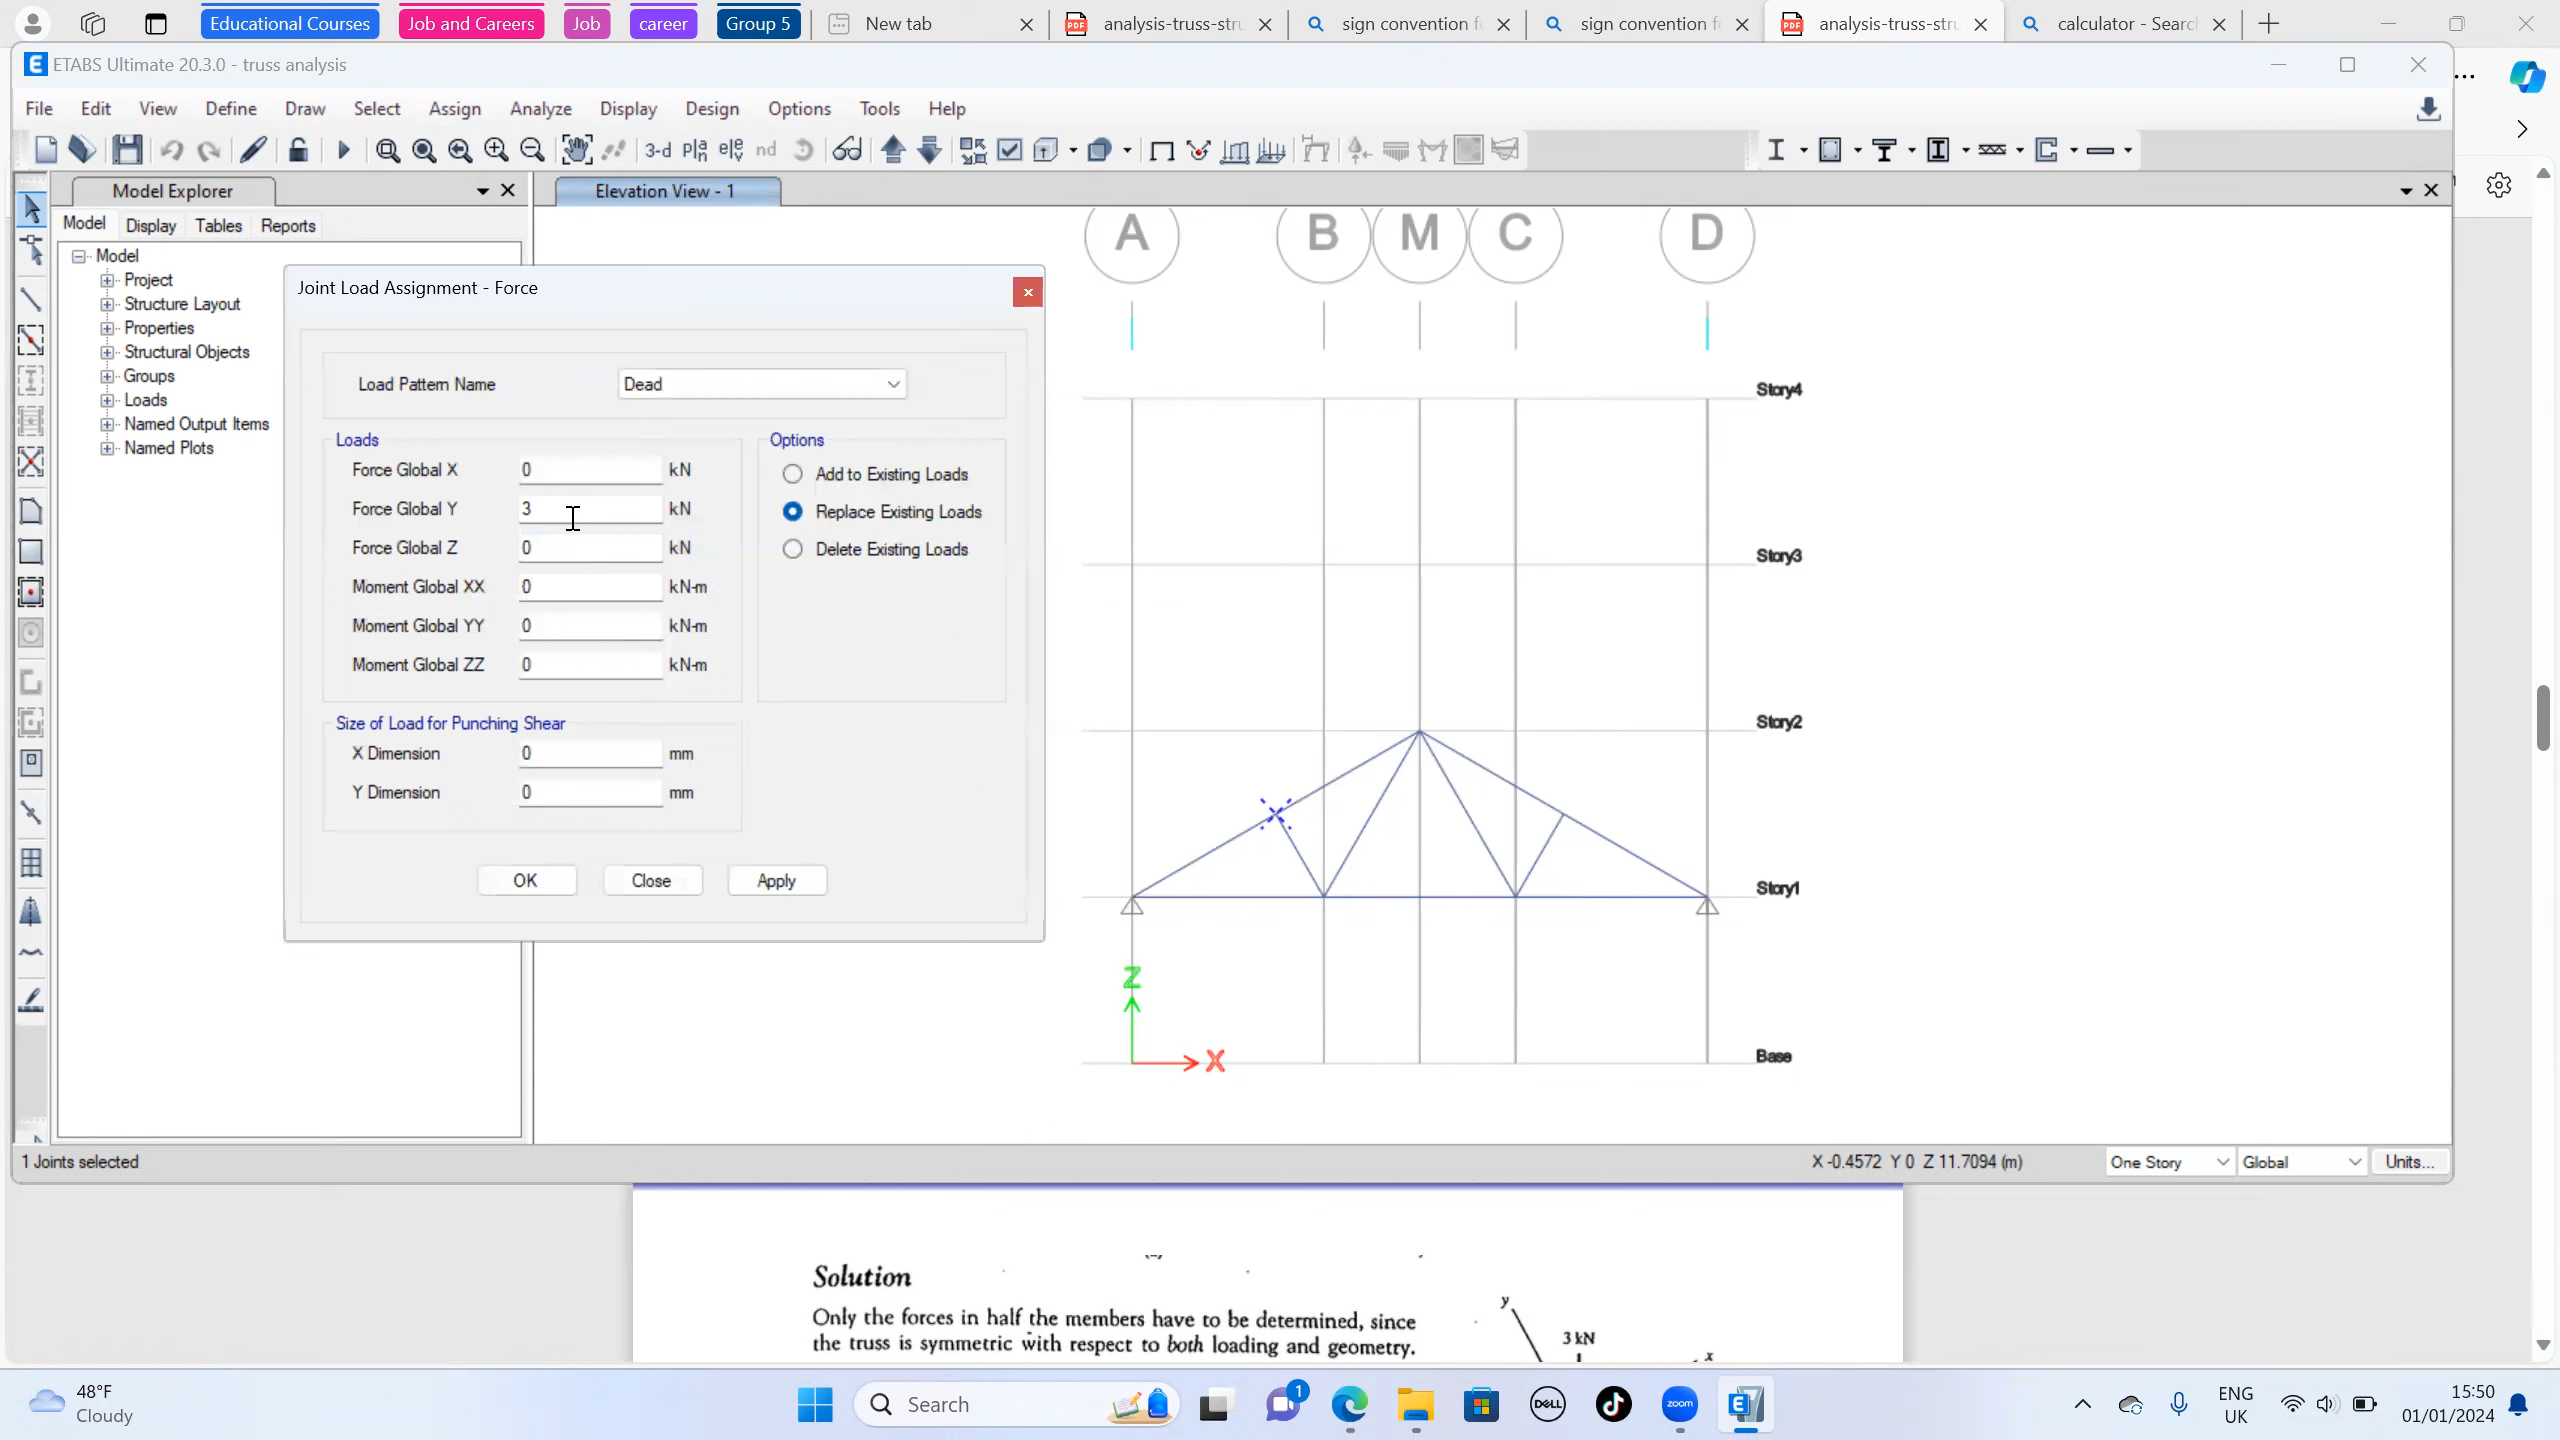 Educational Courses
Job and Careers
Job
career
Group 5
New tab
analysis-truss-stru
sign convention f
sign convention f
analysis-truss-stru
calculator - Searc
ETABS Ultimate 20.3.0 - truss analysis
File Edit View Define Draw Select Assign Analyze Display Design Options Tools Help
3-d
nd
Model Explorer
Elevation View - 1
Model Display Tables Reports
Model
Project
Structure Layout
Properties
Structural Objects
Groups
Loads
Named Output Items
Named Plots
Joint Load Assignment - Force
Load Pattern Name Dead
Loads
Force Global X 0 kN
Force Global Y 3 kN
Force Global Z 0 kN
Moment Global XX 0 kN-m
Moment Global YY 0 kN-m
Moment Global ZZ 0 kN-m
Options
Add to Existing Loads
Replace Existing Loads
Delete Existing Loads
Size of Load for Punching Shear
X Dimension 0 mm
Y Dimension 0 mm
OK Close Apply
A B M C D
Story4
Story3
Story2
Story1
Base
Z
X
1 Joints selected
X -0.4572 Y 0 Z 11.7094 (m)
One Story
Global
Units...
Solution
Only the forces in half the members have to be determined, since
the truss is symmetric with respect to both loading and geometry.
y
3 kN
x
48°F
Cloudy
Search
1
DELL
zoom
ENG
UK
15:50
01/01/2024